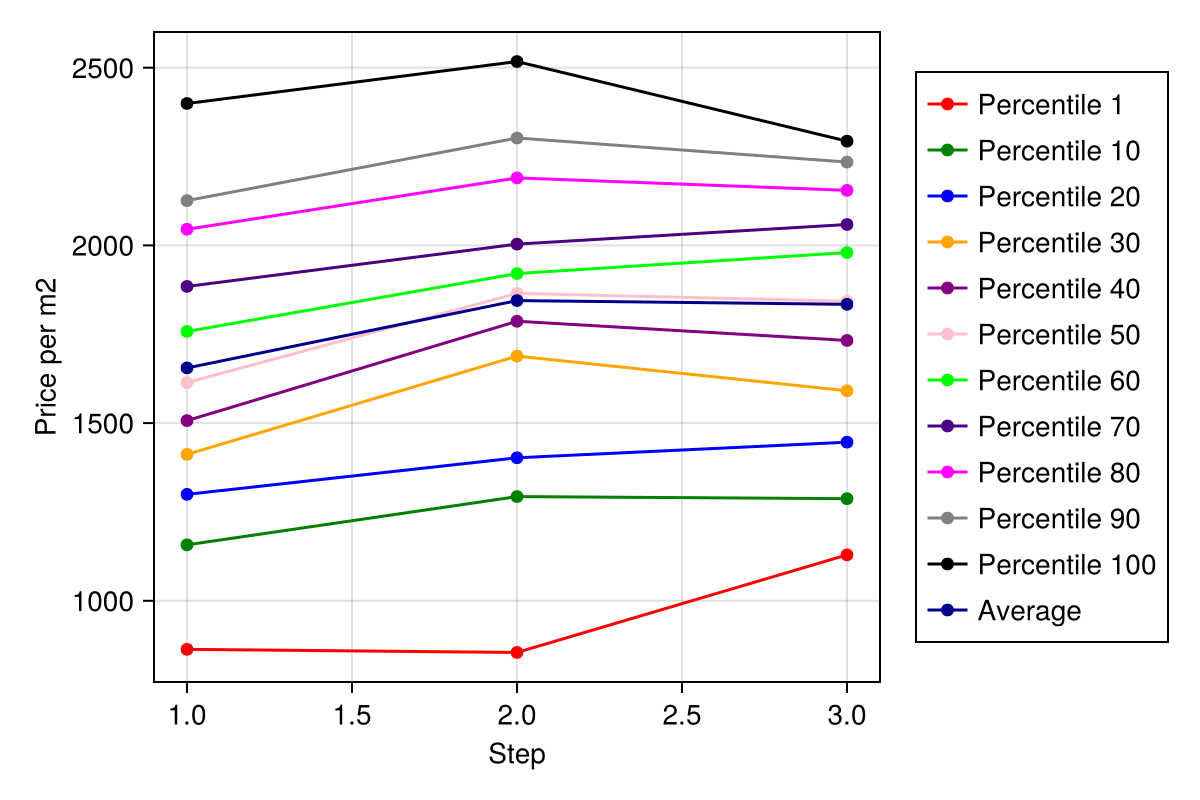 2500
2000
1500
1000
Price per m2
1.0 1.5 2.0 2.5 3.0
Step
Percentile 1
Percentile 10
Percentile 20
Percentile 30
Percentile 40
Percentile 50
Percentile 60
Percentile 70
Percentile 80
Percentile 90
Percentile 100
Average